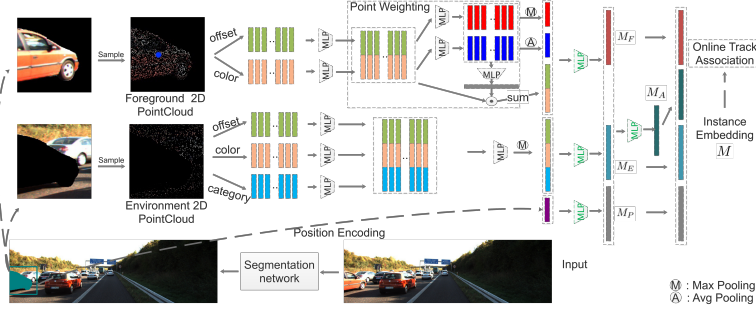 Point Weighting
Sample
Foreground 2D
PointCloud
offset
color
MLP
MLP
MLP
MLP
MLP
M
A
sum
MLP
M_F
Online Track
Association
M_A
MLP
Instance
Embedding
M
Sample
Environment 2D
PointCloud
offset
color
category
MLP
MLP
MLP
MLP
M
MLP
M_E
MLP
M_P
Position Encoding
Segmentation
network
Input
M : Max Pooling
A : Avg Pooling